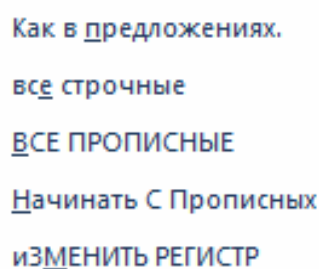 Как в предложениях.
все строчные
ВСЕ ПРОПИСНЫЕ
Начинать С Прописных
иЗМЕНИТЬ РЕГИСТР